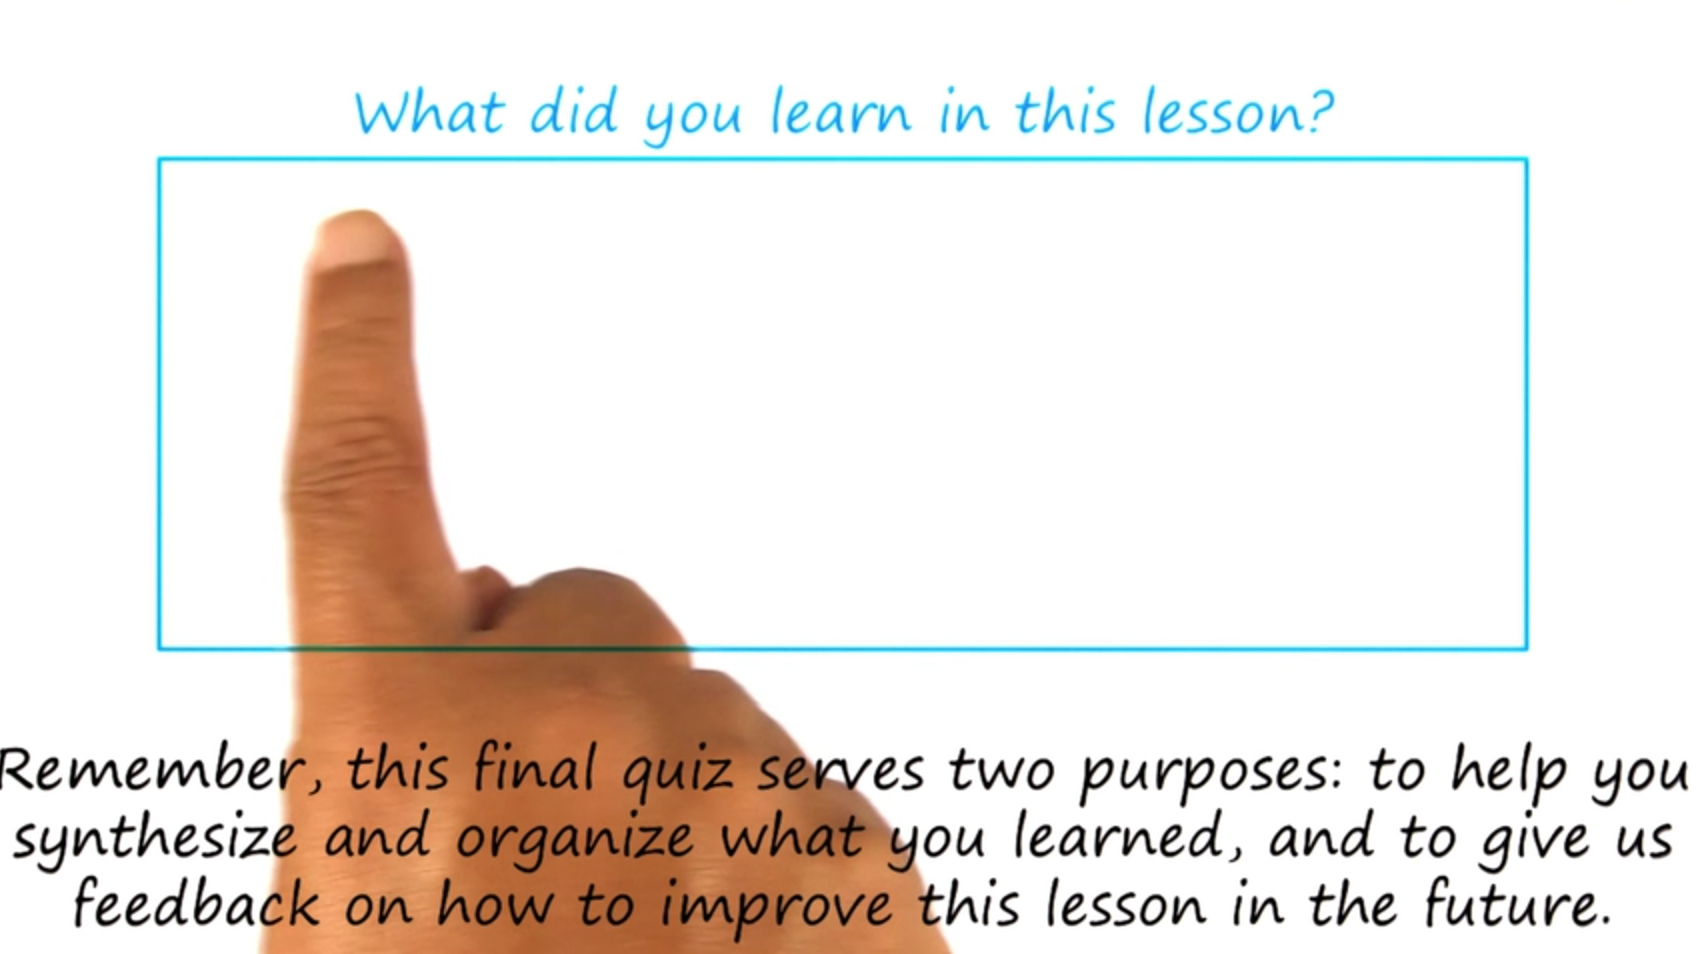 What did you learn in this lesson?
Remember, this final quiz serves two purposes: to help you
synthesize and organize what you learned, and to give us
feedback on how to improve this lesson in the future.